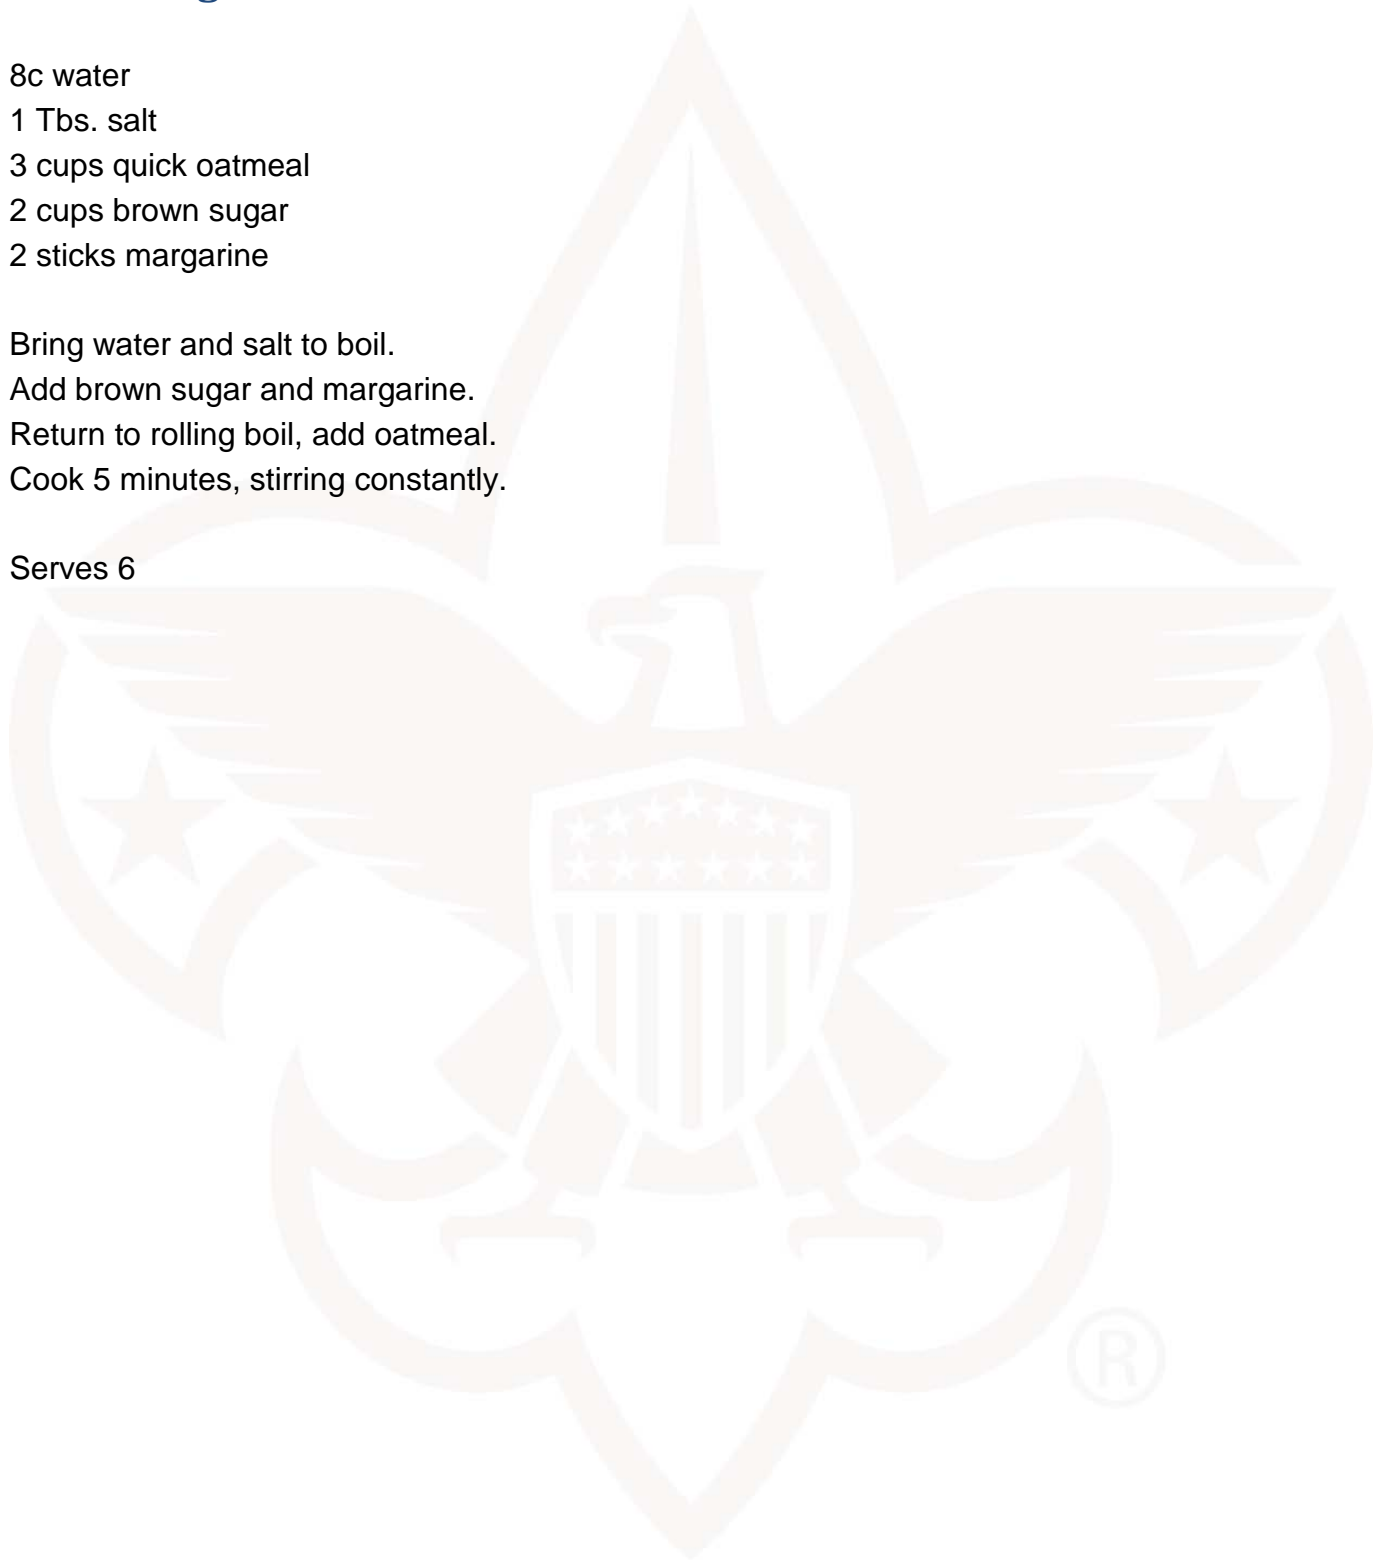 8c water
1 Tbs. salt
3 cups quick oatmeal
2 cups brown sugar
2 sticks margarine
Bring water and salt to boil.
Add brown sugar and margarine.
Return to rolling boil, add oatmeal.
Cook 5 minutes, stirring constantly.
Serves 6
®